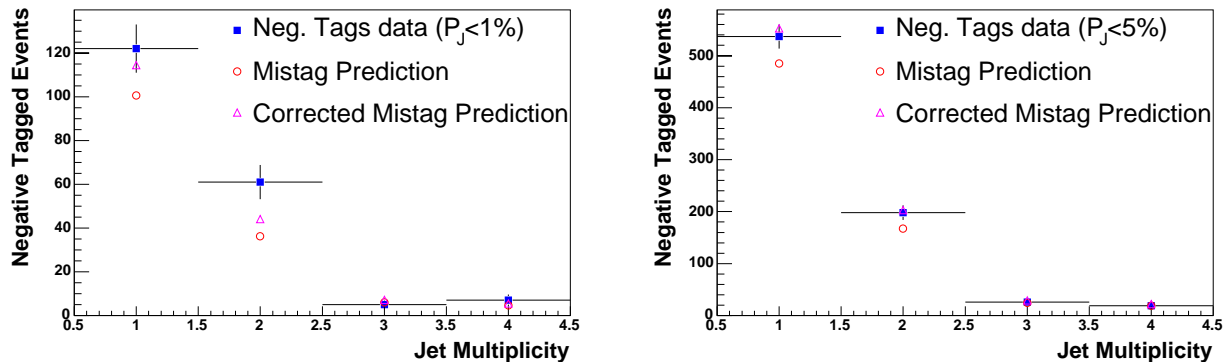 Negative Tagged Events
120
100
80
60
40
20
0
0.5 1 1.5 2 2.5 3 3.5 4 4.5
Jet Multiplicity
Neg. Tags data (P_J<1%)
Mistag Prediction
Corrected Mistag Prediction
Negative Tagged Events
500
400
300
200
100
0
0.5 1 1.5 2 2.5 3 3.5 4 4.5
Jet Multiplicity
Neg. Tags data (P_J<5%)
Mistag Prediction
Corrected Mistag Prediction